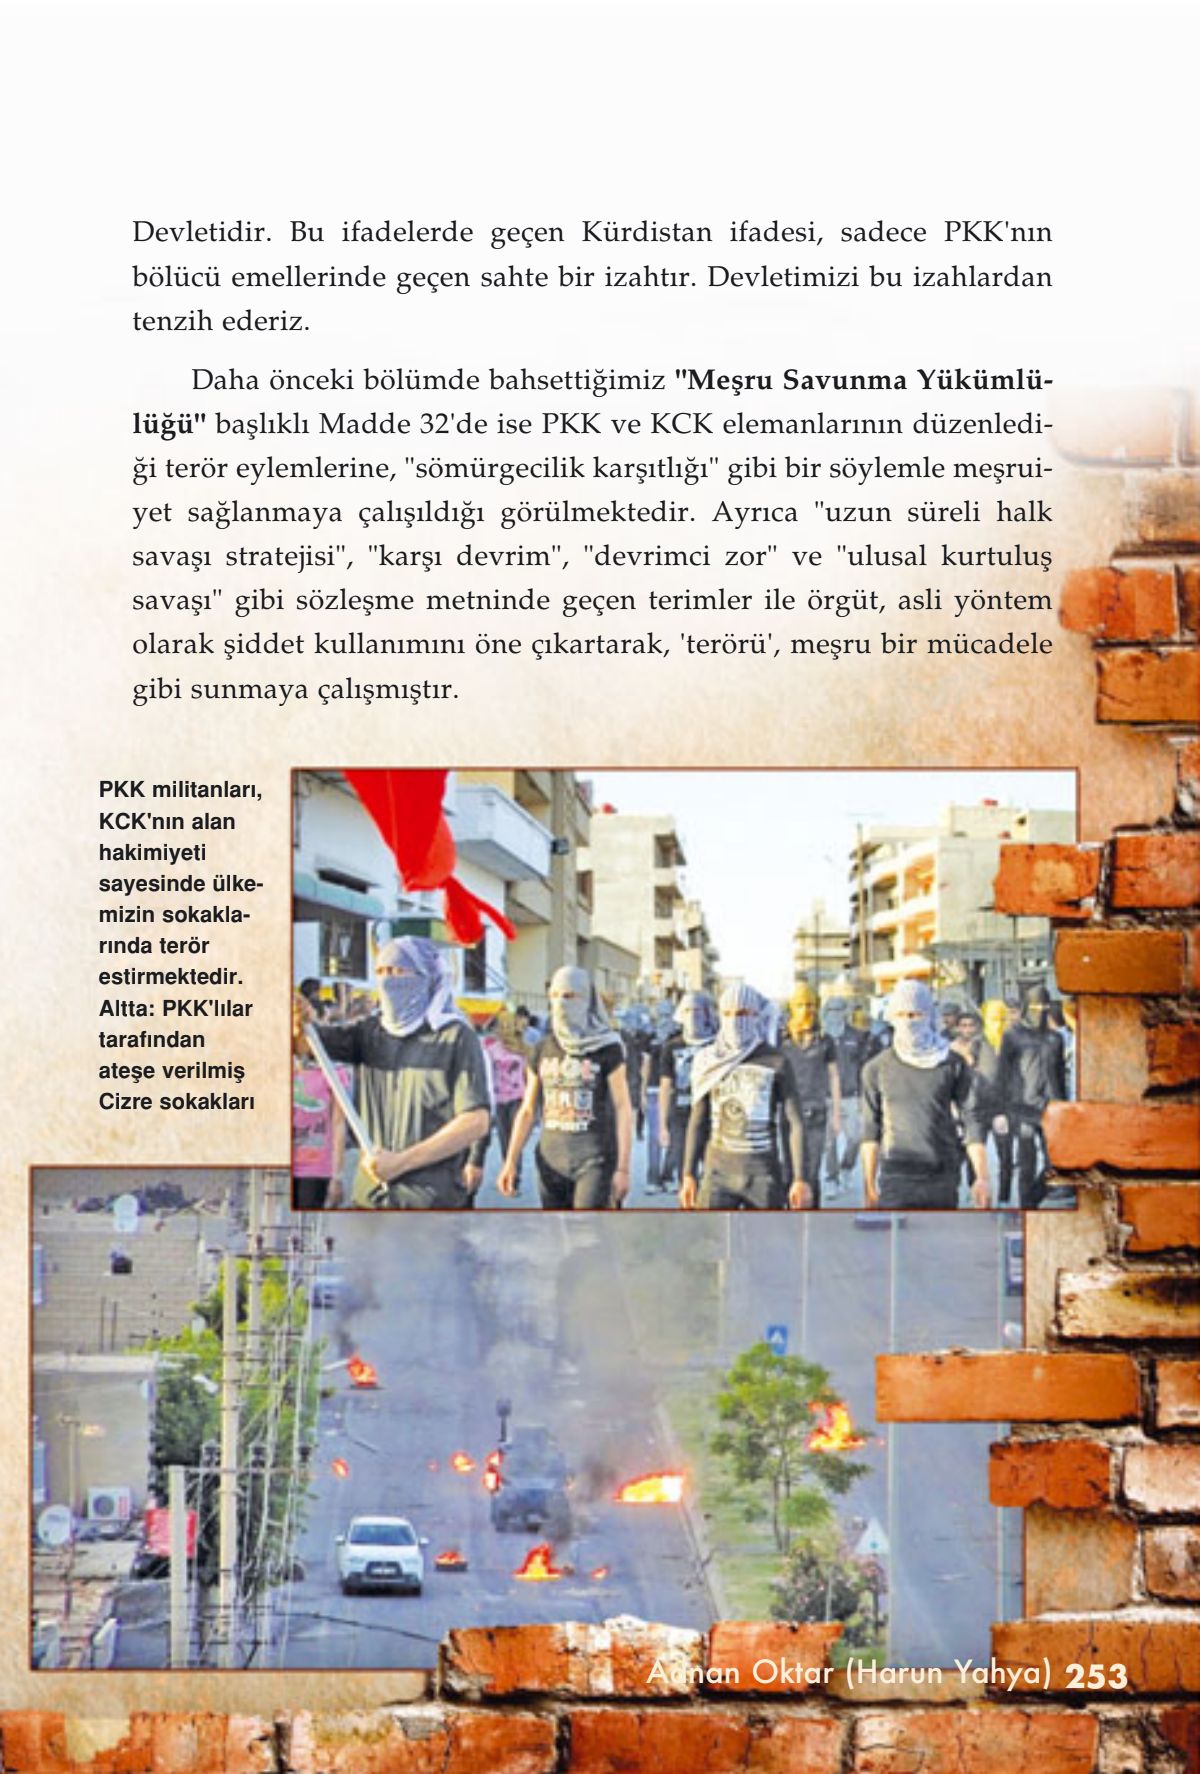 Devletidir. Bu ifadelerde geçen Kürdistan ifadesi, sadece PKK'nın
bölücü emellerinde geçen sahte bir izahtır. Devletimizi bu izahlardan
tenzih ederiz.
Daha önceki bölümde bahsettiğimiz "Meşru Savunma Yükümlü-
lüğü" başlıklı Madde 32'de ise PKK ve KCK elemanlarının düzenledi-
ği terör eylemlerine, "sömürgecilik karşıtlığı" gibi bir söylemle meşrui-
yet sağlanmaya çalışıldığı görülmektedir. Ayrıca "uzun süreli halk
savaşı stratejisi", "karşı devrim", "devrimci zor" ve "ulusal kurtuluş
savaşı" gibi sözleşme metninde geçen terimler ile örgüt, asli yöntem
olarak şiddet kullanımını öne çıkartarak, 'terörü', meşru bir mücadele
gibi sunmaya çalışmıştır.
PKK militanları,
KCK'nın alan
hakimiyeti
sayesinde ülke-
mizin sokakla-
rında terör
estirmektedir.
Altta: PKK'lılar
tarafından
ateşe verilmiş
Cizre sokakları
Adnan Oktar (Harun Yahya) 253